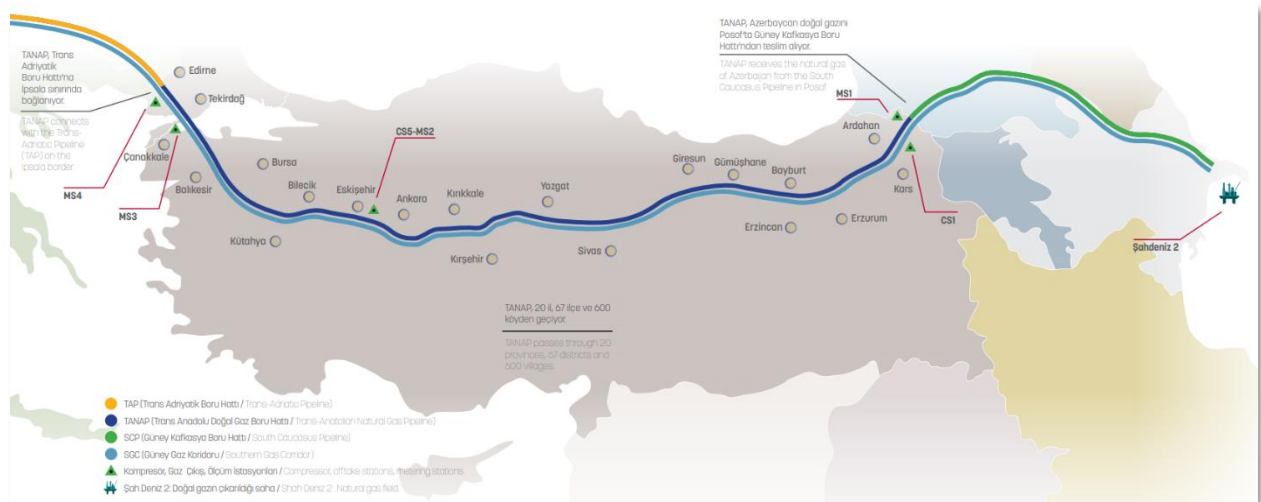 TANAP, Trans
Adriyatik
Boru Hattı'na
İpsala sınırında
bağlanıyor.
TANAP connects
with the Trans-
Adriatic Pipeline
(TAP) on the
Ipsala border.
TANAP, Azerbaycan doğal gazını
Posof'ta Güney Kafkasya Boru
Hattı'ndan teslim alıyor.
TANAP receives the natural gas
of Azerbaijan from the South
Caucasus Pipeline in Posof
MS1
Edirne
Tekirdağ
Çanakkale
MS4
MS3
Balıkesir
Bursa
Bilecik
Kütahya
Eskişehir
CS5-MS2
Ankara
Kırıkkale
Kırşehir
Yozgat
Sivas
Giresun
Gümüşhane
Bayburt
Erzincan
Erzurum
Ardahan
Kars
CS1
Şahdeniz 2
TANAP, 20 il, 67 ilçe ve 600
köyden geçiyor.
TANAP passes through 20
provinces, 67 districts and
600 villages.
TAP (Trans Adriyatik Boru Hattı / Trans-Adriatic Pipeline)
TANAP (Trans Anadolu Doğal Gaz Boru Hattı / Trans-Anatolian Natural Gas Pipeline)
SCP (Güney Kafkasya Boru Hattı / South Caucasus Pipeline)
SGC (Güney Gaz Koridoru / Southern Gas Corridor)
Kompresör, Gaz Çıkış, Ölçüm İstasyonları / Compressor, offtake stations, metering stations
Şah Deniz 2: Doğal gazın çıkarıldığı saha / Shah Deniz 2: Natural gas field